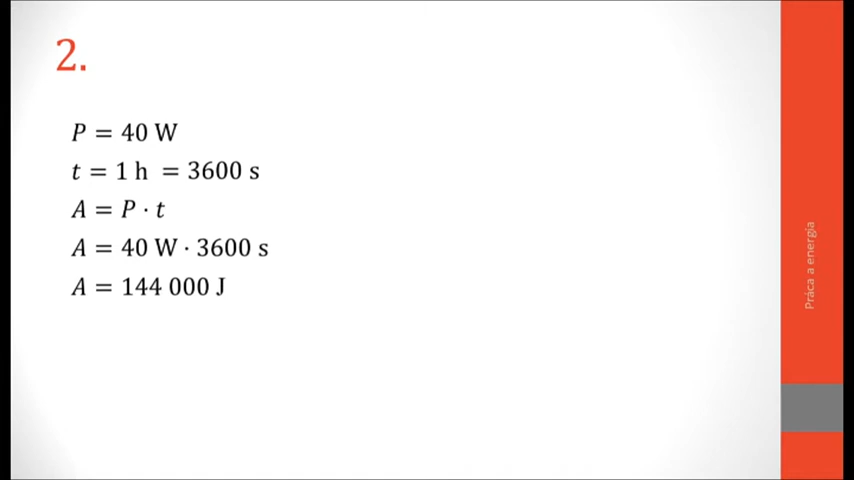 2.
P = 40 W
t = 1 h = 3600 s
A = P · t
A = 40 W · 3600 s
A = 144 000 J
Práca a energia